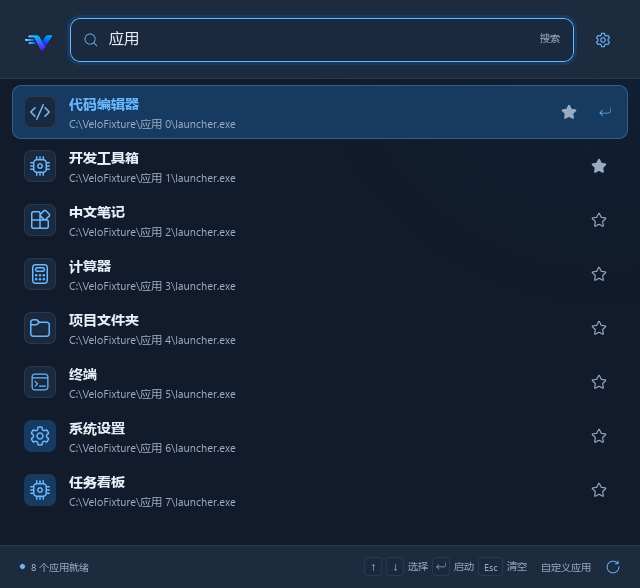 应用 搜索
代码编辑器
C:\VeloFixture\应用 0\launcher.exe
开发工具箱
C:\VeloFixture\应用 1\launcher.exe
中文笔记
C:\VeloFixture\应用 2\launcher.exe
计算器
C:\VeloFixture\应用 3\launcher.exe
项目文件夹
C:\VeloFixture\应用 4\launcher.exe
终端
C:\VeloFixture\应用 5\launcher.exe
系统设置
C:\VeloFixture\应用 6\launcher.exe
任务看板
C:\VeloFixture\应用 7\launcher.exe
8 个应用就绪 ↑ ↓ 选择 ↵ 启动 Esc 清空 自定义应用